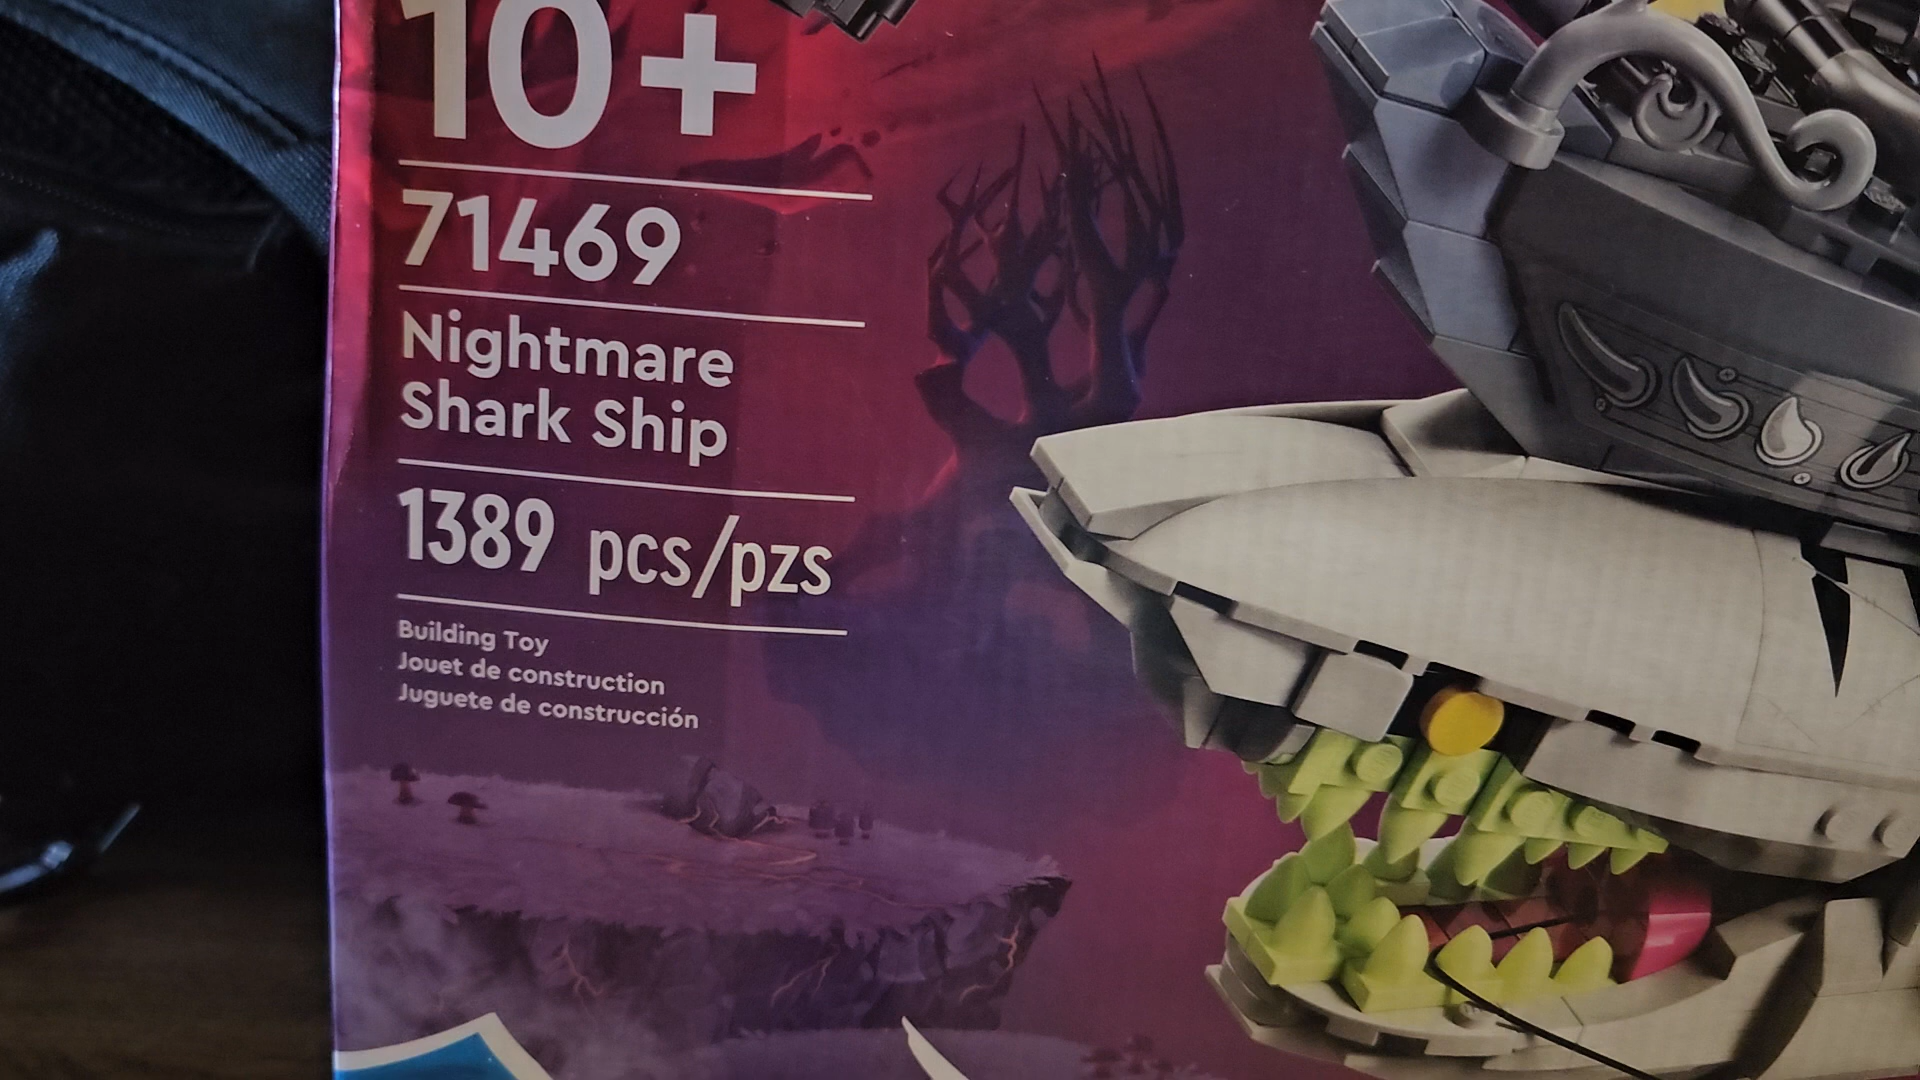 10+
71469
Nightmare
Shark Ship
1389 pcs/pzs
Building Toy
Jouet de construction
Juguete de construcción